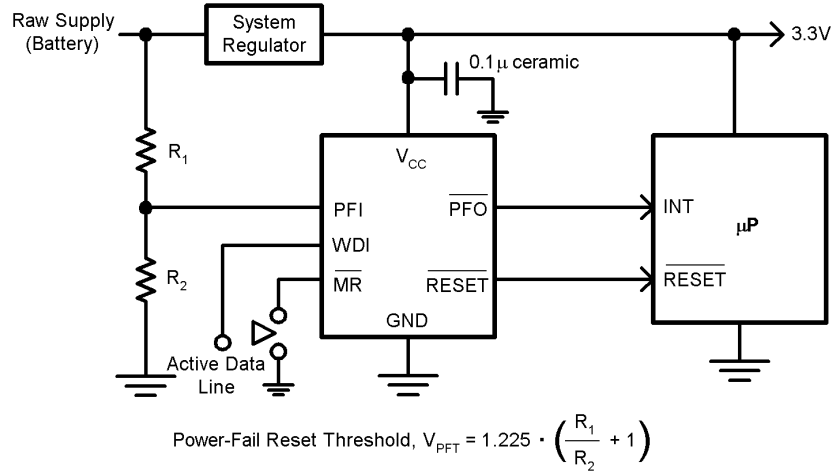 Raw Supply
(Battery)
System
Regulator
3.3V
0.1µ ceramic
R1
VCC
PFI
PFO
INT
µP
WDI
R2
MR
RESET
RESET
GND
Active Data
Line
Power-Fail Reset Threshold, VPFT = 1.225 · (R1/R2 + 1)